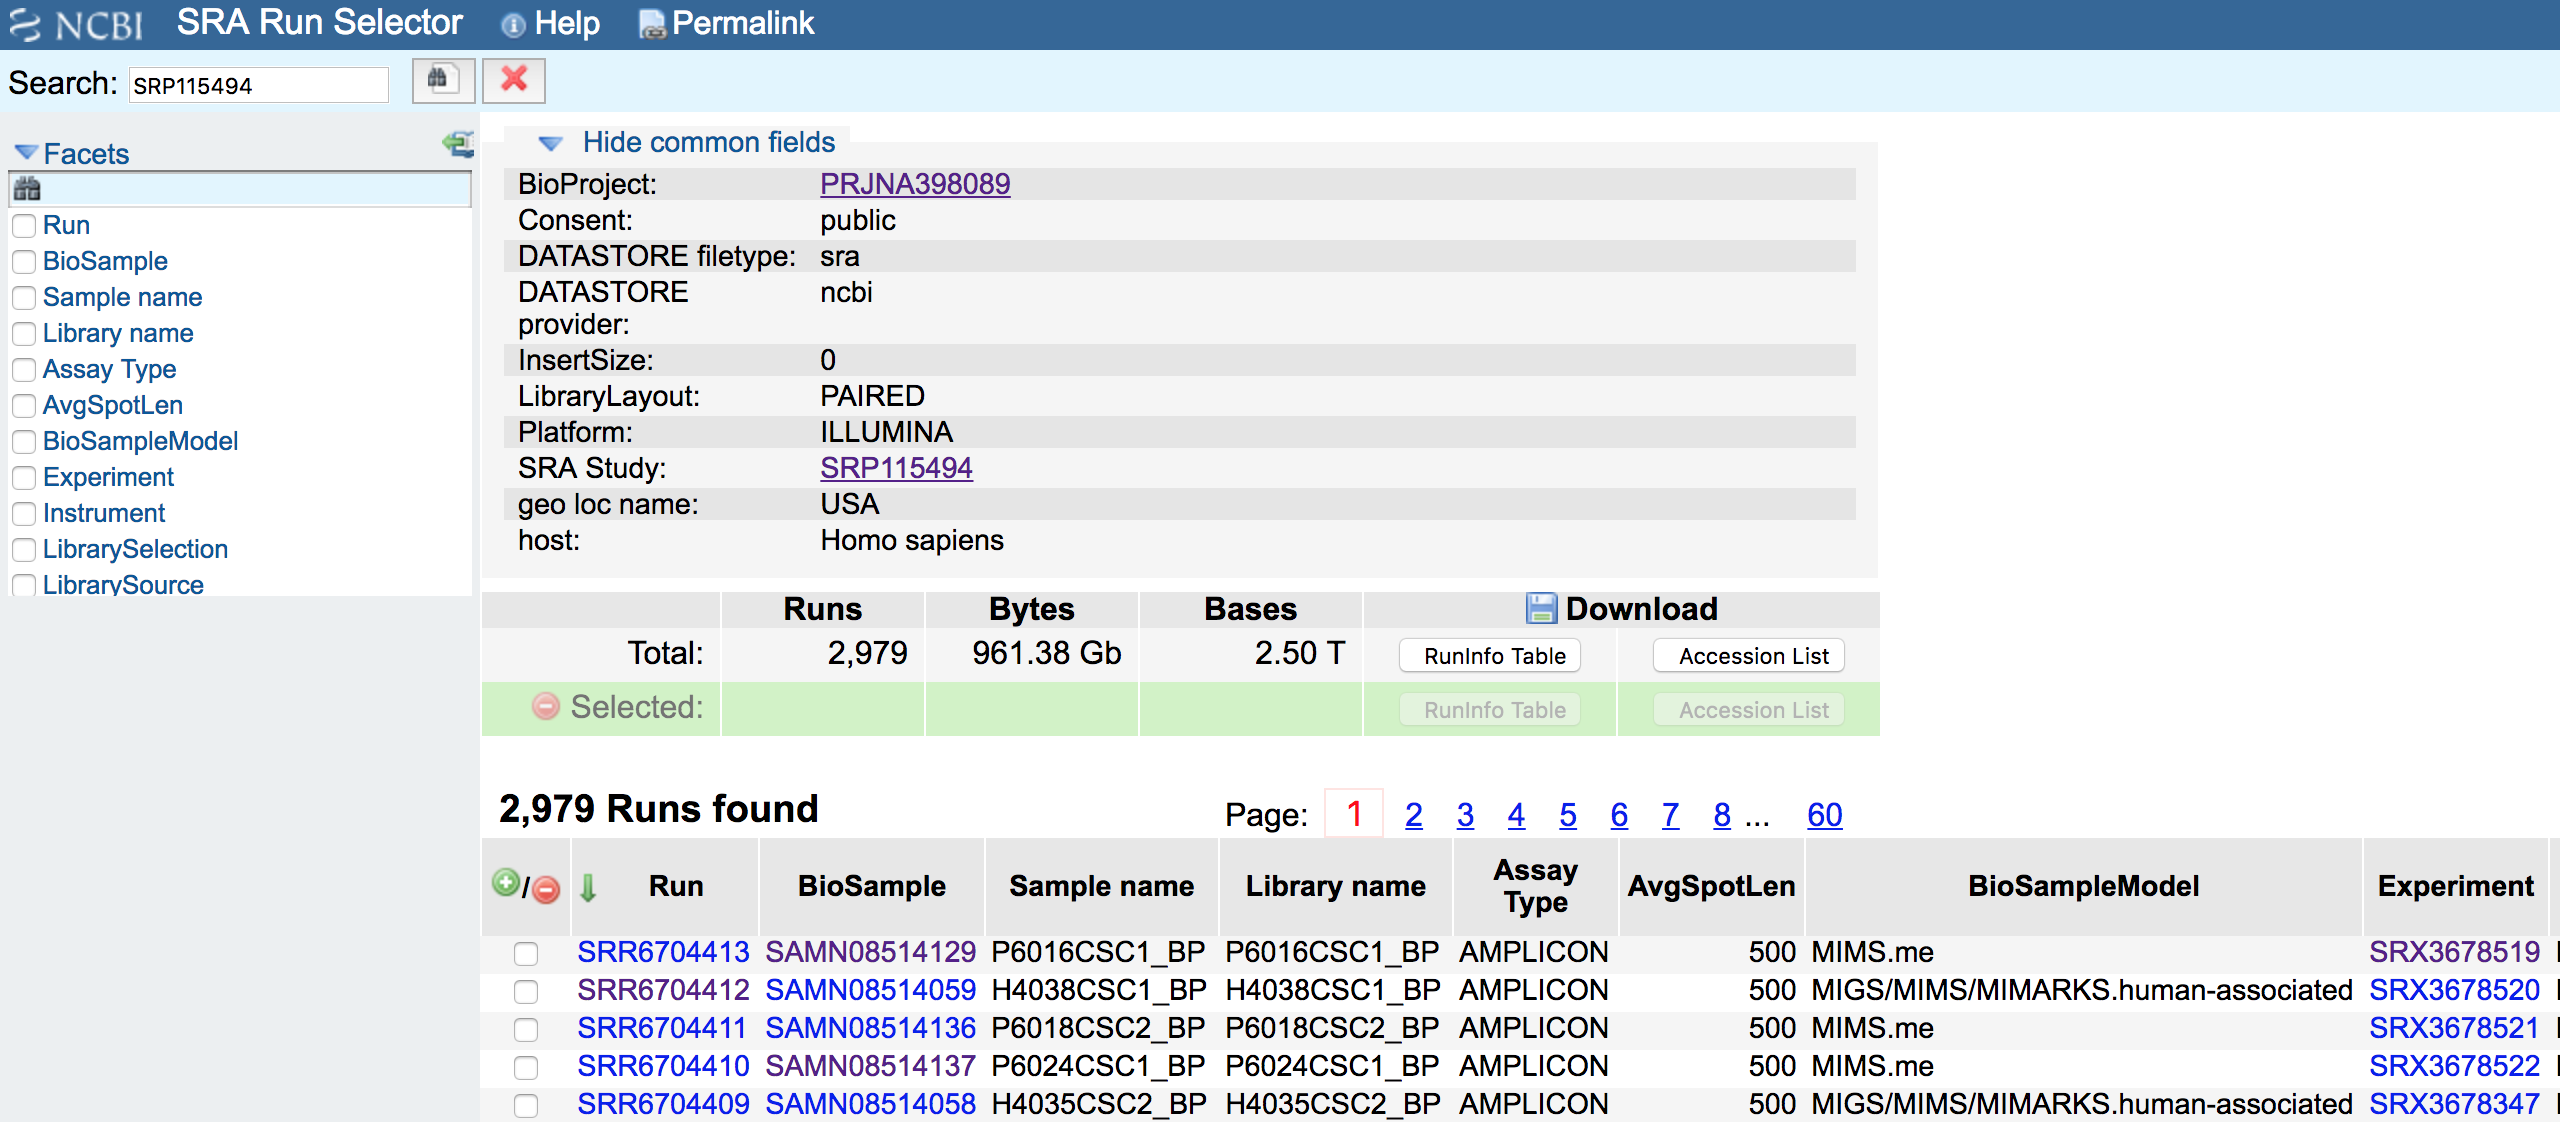 NCBI SRA Run Selector Help Permalink
Search: SRP115494
Facets
Run
BioSample
Sample name
Library name
Assay Type
AvgSpotLen
BioSampleModel
Experiment
Instrument
LibrarySelection
LibrarySource
Hide common fields
BioProject: PRJNA398089
Consent: public
DATASTORE filetype: sra
DATASTORE ncbi
provider:
InsertSize: 0
LibraryLayout: PAIRED
Platform: ILLUMINA
SRA Study: SRP115494
geo loc name: USA
host: Homo sapiens
Runs Bytes Bases Download
Total: 2,979 961.38 Gb 2.50 T RunInfo Table Accession List
Selected: RunInfo Table Accession List
2,979 Runs found Page: 1 2 3 4 5 6 7 8 ... 60
/ Run BioSample Sample name Library name Assay Type AvgSpotLen BioSampleModel Experiment
SRR6704413 SAMN08514129 P6016CSC1_BP P6016CSC1_BP AMPLICON 500 MIMS.me SRX3678519
SRR6704412 SAMN08514059 H4038CSC1_BP H4038CSC1_BP AMPLICON 500 MIGS/MIMS/MIMARKS.human-associated SRX3678520
SRR6704411 SAMN08514136 P6018CSC2_BP P6018CSC2_BP AMPLICON 500 MIMS.me SRX3678521
SRR6704410 SAMN08514137 P6024CSC1_BP P6024CSC1_BP AMPLICON 500 MIMS.me SRX3678522
SRR6704409 SAMN08514058 H4035CSC2_BP H4035CSC2_BP AMPLICON 500 MIGS/MIMS/MIMARKS.human-associated SRX3678347